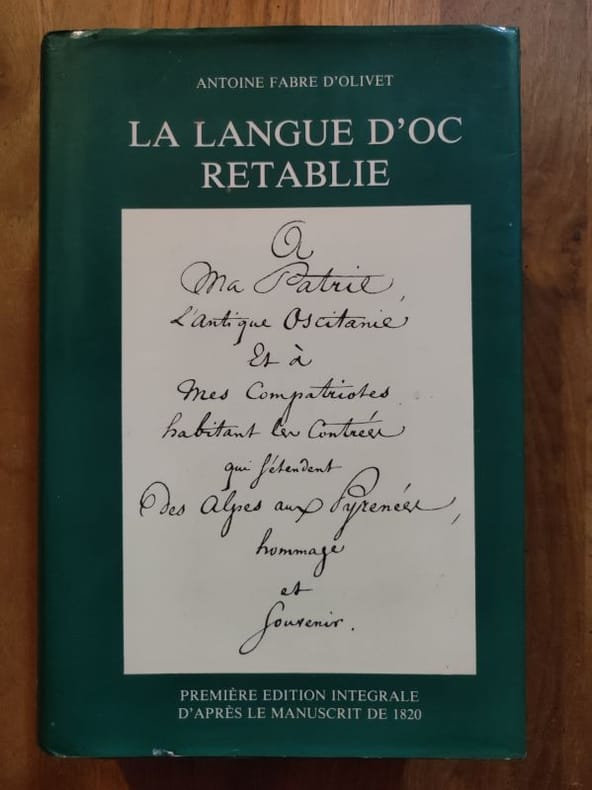 ANTOINE FABRE D'OLIVET
LA LANGUE D'OC
RETABLIE
A
Ma Patrie,
L'antique Oscitanie
Et à
Mes Compatriotes
habitant les Contrées
qui s'étendent
Des Alpes aux Pyrenées,
hommage
et
Souvenir.
PREMIÈRE EDITION INTEGRALE
D'APRÈS LE MANUSCRIT DE 1820